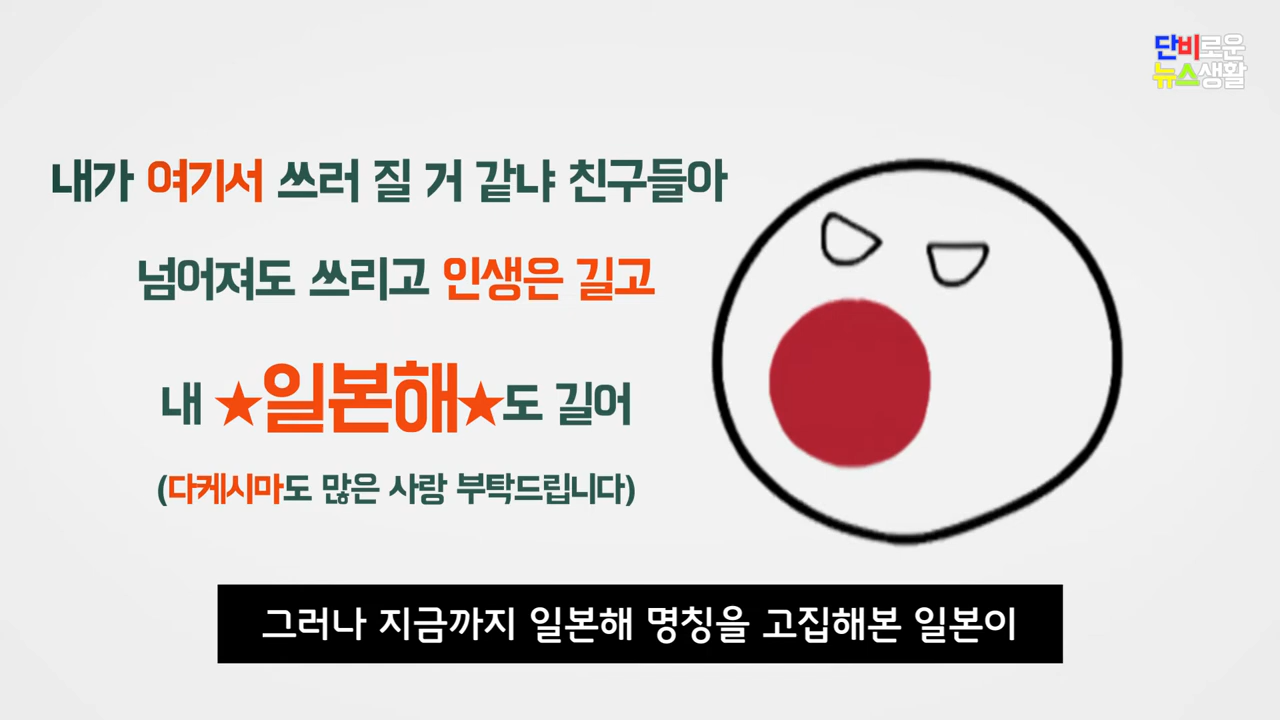 단비로운
뉴스생활
내가 여기서 쓰러 질 거 같냐 친구들아
넘어져도 쓰리고 인생은 길고
내 ★일본해★도 길어
(다케시마도 많은 사랑 부탁드립니다)
그러나 지금까지 일본해 명칭을 고집해본 일본이